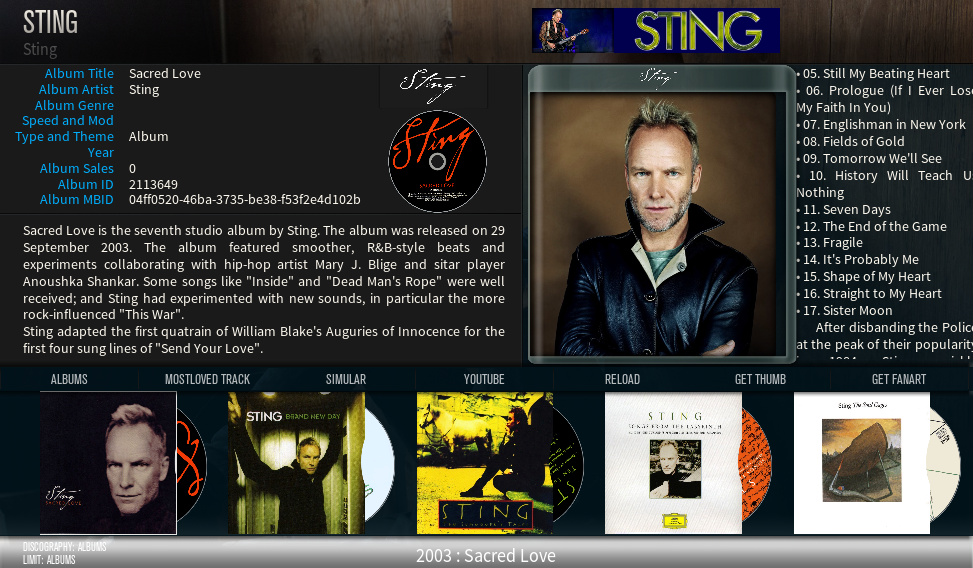 STING
Sting
STING
Album Title Sacred Love
Album Artist Sting
Album Genre
Speed and Mod
Type and Theme Album
Year
Album Sales 0
Album ID 2113649
Album MBID 04ff0520-46ba-3735-be38-f53f2e4d102b
Sting
Sting
SACRED LOVE
Sacred Love is the seventh studio album by Sting. The album was released on 29
September 2003. The album featured smoother, R&B-style beats and
experiments collaborating with hip-hop artist Mary J. Blige and sitar player
Anoushka Shankar. Some songs like "Inside" and "Dead Man's Rope" were well
received; and Sting had experimented with new sounds, in particular the more
rock-influenced "This War".
Sting adapted the first quatrain of William Blake's Auguries of Innocence for the
first four sung lines of "Send Your Love".
Sting
• 05. Still My Beating Heart
• 06. Prologue (If I Ever Lose
My Faith In You)
• 07. Englishman in New York
• 08. Fields of Gold
• 09. Tomorrow We'll See
• 10. History Will Teach Us
Nothing
• 11. Seven Days
• 12. The End of the Game
• 13. Fragile
• 14. It's Probably Me
• 15. Shape of My Heart
• 16. Straight to My Heart
• 17. Sister Moon
After disbanding the Police
at the peak of their popularity
ALBUMS MOSTLOVED TRACK SIMULAR YOUTUBE RELOAD GET THUMB GET FANART
Sting
SACRED LOVE
STING BRAND NEW DAY
STING
TEN SUMMONER'S TALES
STING
SONGS FROM THE LABYRINTH
Sting The Soul Cages
DISCOGRAPHY: ALBUMS
LIMIT: ALBUMS
2003 : Sacred Love